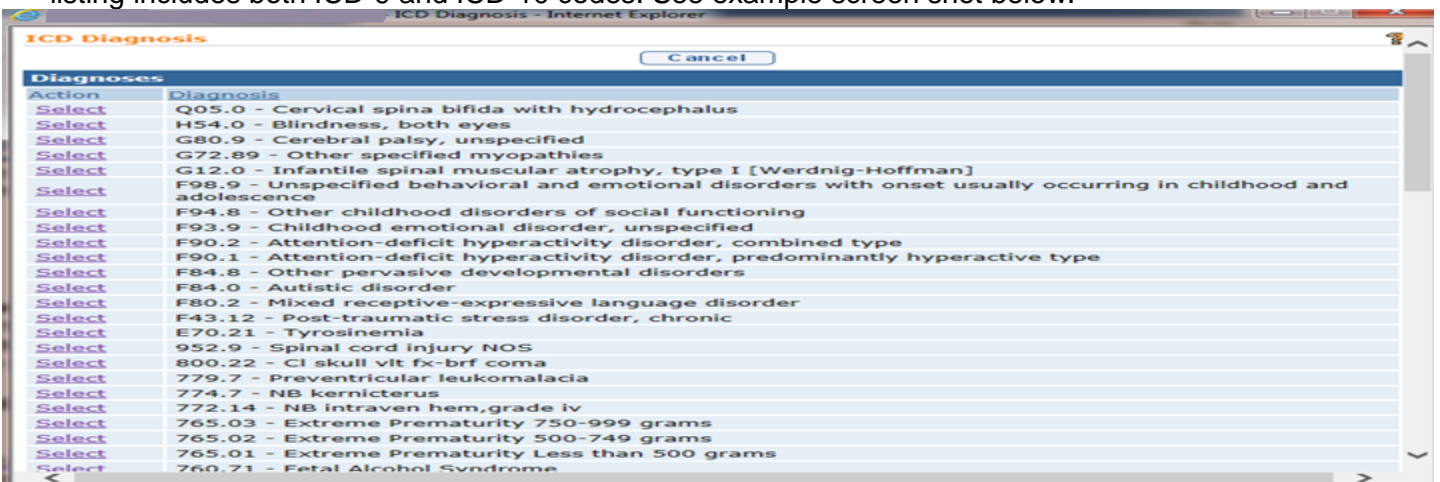 listing includes both ICD-9 and ICD-10 codes. See example screen shot below.
ICD Diagnosis - Internet Explorer
ICD Diagnosis
Cancel
Diagnoses
Action Diagnosis
Select Q05.0 - Cervical spina bifida with hydrocephalus
Select H54.0 - Blindness, both eyes
Select G80.9 - Cerebral palsy, unspecified
Select G72.89 - Other specified myopathies
Select G12.0 - Infantile spinal muscular atrophy, type I [Werdnig-Hoffman]
Select F98.9 - Unspecified behavioral and emotional disorders with onset usually occurring in childhood and
adolescence
Select F94.8 - Other childhood disorders of social functioning
Select F93.9 - Childhood emotional disorder, unspecified
Select F90.2 - Attention-deficit hyperactivity disorder, combined type
Select F90.1 - Attention-deficit hyperactivity disorder, predominantly hyperactive type
Select F84.8 - Other pervasive developmental disorders
Select F84.0 - Autistic disorder
Select F80.2 - Mixed receptive-expressive language disorder
Select F43.12 - Post-traumatic stress disorder, chronic
Select E70.21 - Tyrosinemia
Select 952.9 - Spinal cord injury NOS
Select 800.22 - Cl skull vlt fx-brf coma
Select 779.7 - Preventricular leukomalacia
Select 774.7 - NB kernicterus
Select 772.14 - NB intraven hem,grade iv
Select 765.03 - Extreme Prematurity 750-999 grams
Select 765.02 - Extreme Prematurity 500-749 grams
Select 765.01 - Extreme Prematurity Less than 500 grams
Select 760.71 - Fetal Alcohol Syndrome